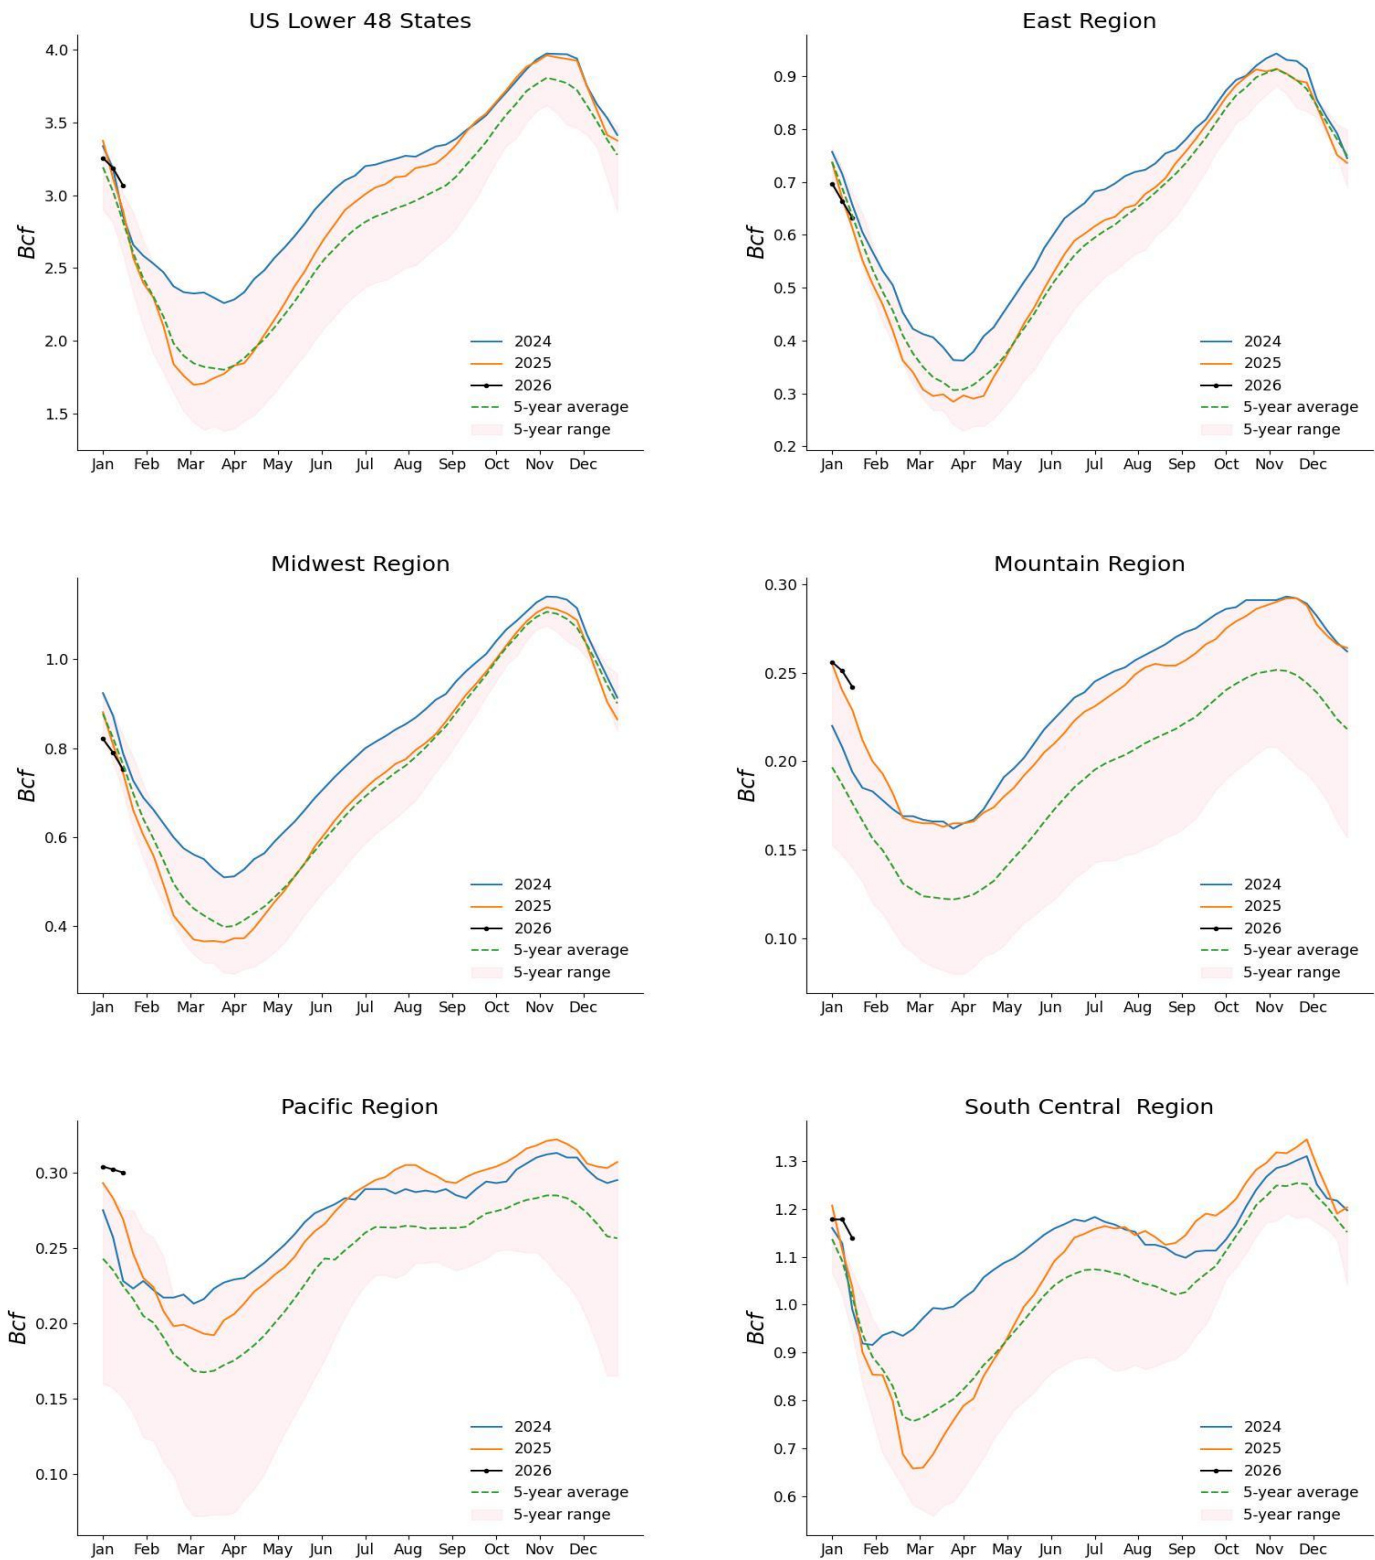 US Lower 48 States
4.0
3.5
3.0
2.5
2.0
1.5
Bcf
Jan Feb Mar Apr May Jun Jul Aug Sep Oct Nov Dec
2024
2025
2026
5-year average
5-year range
East Region
0.9
0.8
0.7
0.6
0.5
0.4
0.3
0.2
Bcf
Jan Feb Mar Apr May Jun Jul Aug Sep Oct Nov Dec
2024
2025
2026
5-year average
5-year range
Midwest Region
1.0
0.8
0.6
0.4
Bcf
Jan Feb Mar Apr May Jun Jul Aug Sep Oct Nov Dec
2024
2025
2026
5-year average
5-year range
Mountain Region
0.30
0.25
0.20
0.15
0.10
Bcf
Jan Feb Mar Apr May Jun Jul Aug Sep Oct Nov Dec
2024
2025
2026
5-year average
5-year range
Pacific Region
0.30
0.25
0.20
0.15
0.10
Bcf
Jan Feb Mar Apr May Jun Jul Aug Sep Oct Nov Dec
2024
2025
2026
5-year average
5-year range
South Central  Region
1.3
1.2
1.1
1.0
0.9
0.8
0.7
0.6
Bcf
Jan Feb Mar Apr May Jun Jul Aug Sep Oct Nov Dec
2024
2025
2026
5-year average
5-year range